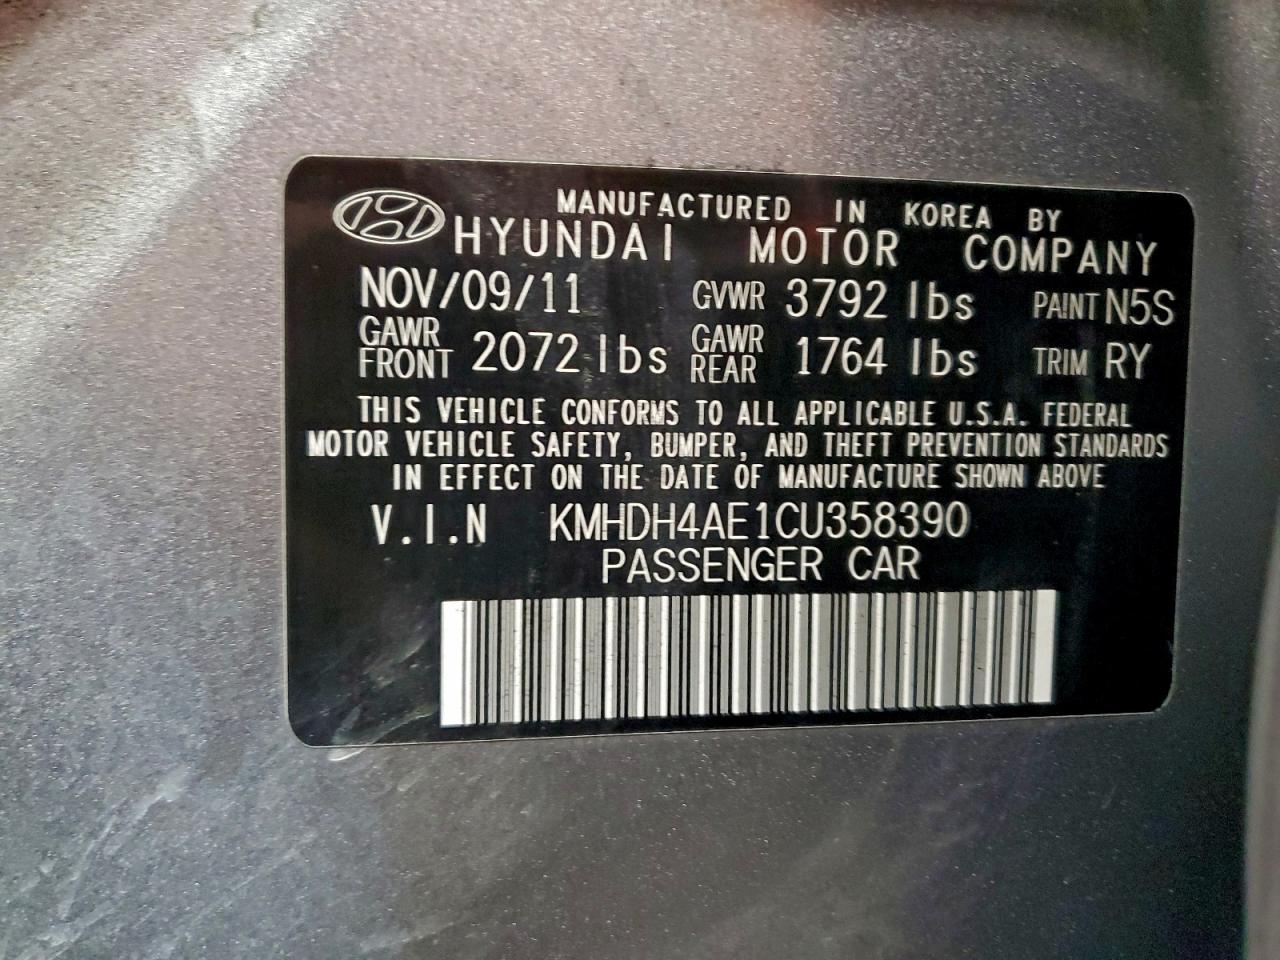 MANUFACTURED IN KOREA BY
HYUNDAI MOTOR COMPANY
NOV/09/11 GVWR 3792 lbs PAINT N5S
GAWR FRONT 2072 lbs GAWR REAR 1764 lbs TRIM RY
THIS VEHICLE CONFORMS TO ALL APPLICABLE U.S.A. FEDERAL
MOTOR VEHICLE SAFETY, BUMPER, AND THEFT PREVENTION STANDARDS
IN EFFECT ON THE DATE OF MANUFACTURE SHOWN ABOVE
V.I.N KMHDH4AE1CU358390
PASSENGER CAR